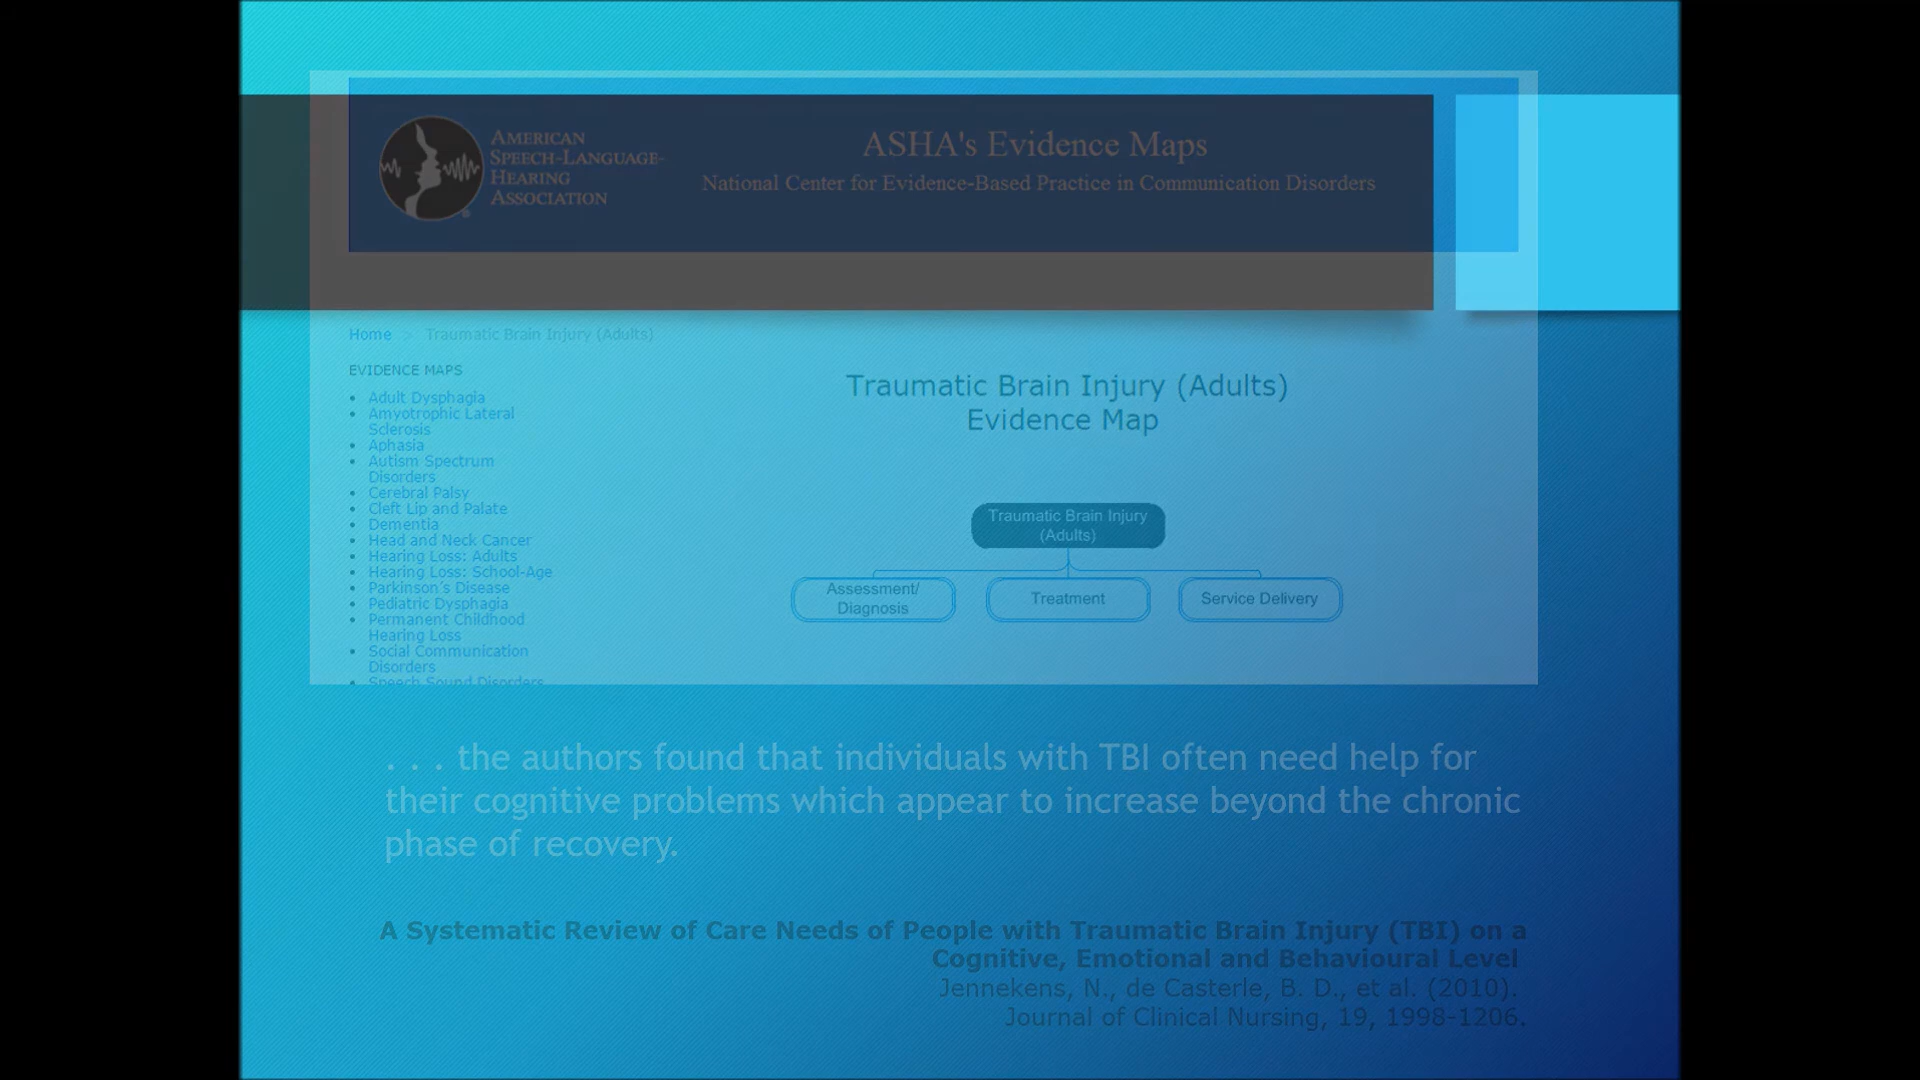 AMERICAN
SPEECH-LANGUAGE-
HEARING
ASSOCIATION
ASHA's Evidence Maps
National Center for Evidence-Based Practice in Communication Disorders
Home > Traumatic Brain Injury (Adults)
EVIDENCE MAPS
• Adult Dysphagia
• Amyotrophic Lateral
Sclerosis
• Aphasia
• Autism Spectrum
Disorders
• Cerebral Palsy
• Cleft Lip and Palate
• Dementia
• Head and Neck Cancer
• Hearing Loss: Adults
• Hearing Loss: School-Age
• Parkinson's Disease
• Pediatric Dysphagia
• Permanent Childhood
Hearing Loss
• Social Communication
Disorders
• Speech Sound Disorders
Traumatic Brain Injury (Adults)
Evidence Map
Traumatic Brain Injury
(Adults)
Assessment/
Diagnosis
Treatment
Service Delivery
. . . the authors found that individuals with TBI often need help for
their cognitive problems which appear to increase beyond the chronic
phase of recovery.
A Systematic Review of Care Needs of People with Traumatic Brain Injury (TBI) on a
Cognitive, Emotional and Behavioural Level
Jennekens, N., de Casterle, B. D., et al. (2010).
Journal of Clinical Nursing, 19, 1998-1206.